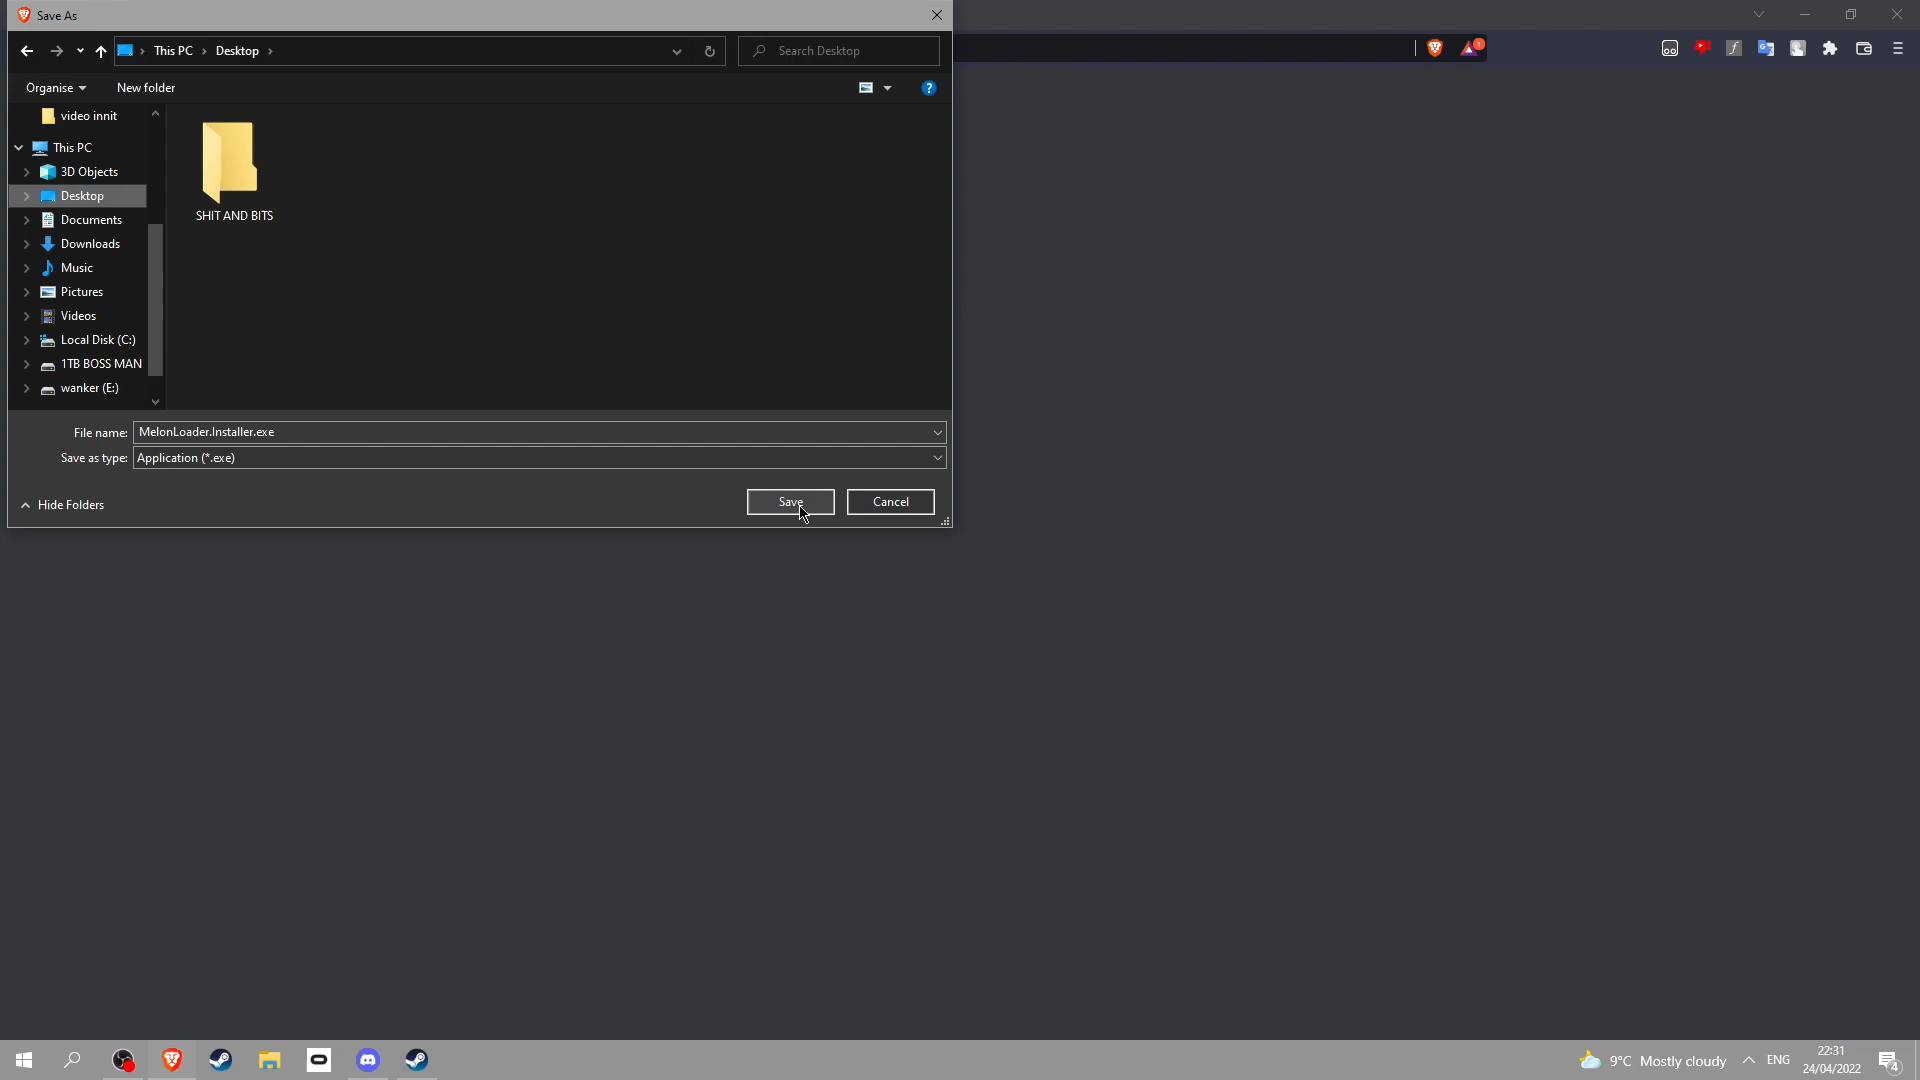 Save As
This PC
Desktop
Search Desktop
1
Organise
New folder
?
video innit
This PC
3D Objects
Desktop
Documents
Downloads
Music
Pictures
Videos
Local Disk (C:)
1TB BOSS MAN
wanker (E:)
SHIT AND BITS
File name: MelonLoader.Installer.exe
Save as type: Application (*.exe)
Hide Folders
Save
Cancel
9°C Mostly cloudy
ENG
22:31
24/04/2022
4